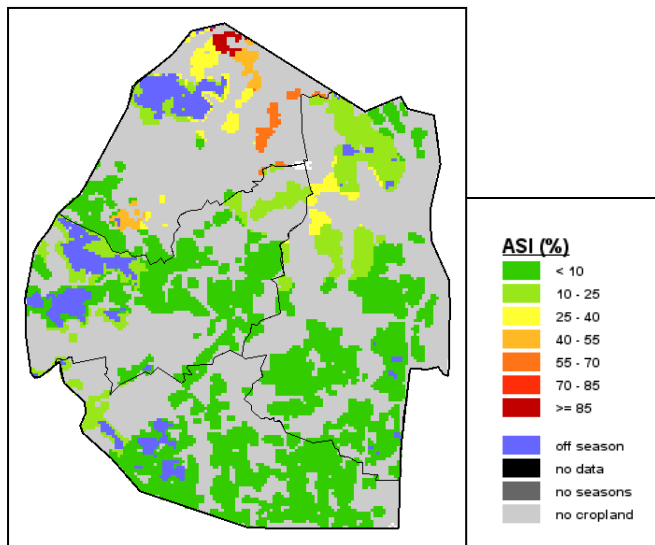 ASI (%)
< 10
10 - 25
25 - 40
40 - 55
55 - 70
70 - 85
>= 85
off season
no data
no seasons
no cropland